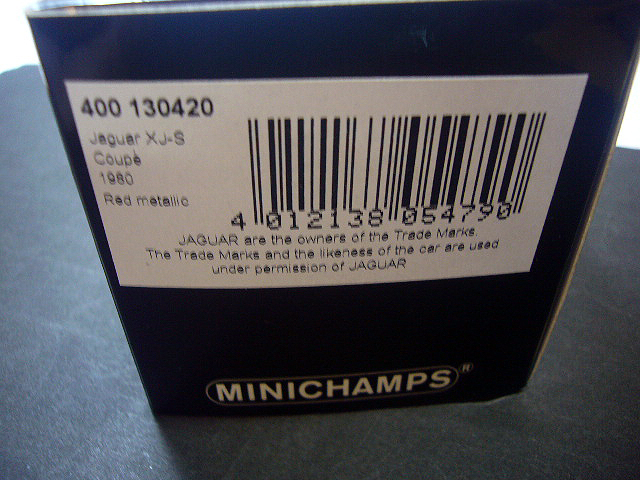 400 130420
Jaguar XJ-S
Coupé
1980
Red metallic
4 012138 054790
JAGUAR are the owners of the Trade Marks.
The Trade Marks and the likeness of the car are used
under permission of JAGUAR
MINICHAMPS®